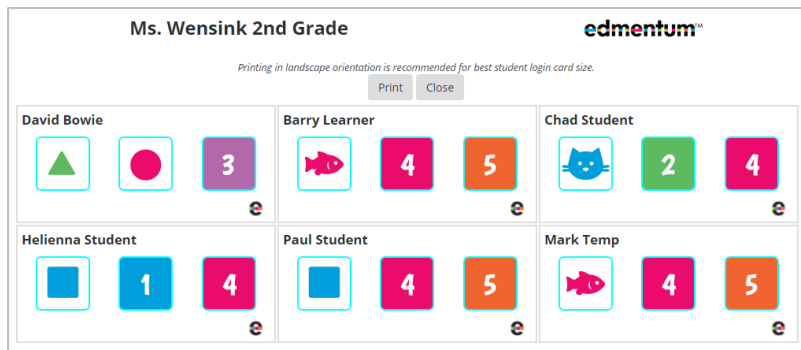 Ms. Wensink 2nd Grade
edmentum™
Printing in landscape orientation is recommended for best student login card size.
Print Close
David Bowie
3
e
Barry Learner
4 5
e
Chad Student
2 4
e
Helienna Student
1 4
e
Paul Student
4 5
e
Mark Temp
4 5
e